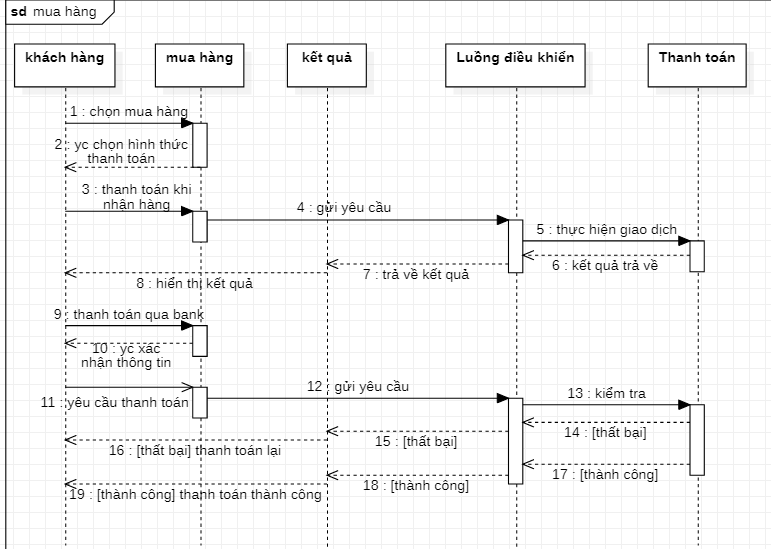 sd mua hàng
khách hàng
mua hàng
kết quả
Luồng điều khiển
Thanh toán
1 : chọn mua hàng
2 : yc chọn hình thức
thanh toán
3 : thanh toán khi
nhận hàng
4 : gửi yêu cầu
5 : thực hiện giao dịch
6 : kết quả trả về
7 : trả về kết quả
8 : hiển thị kết quả
9 : thanh toán qua bank
10 : yc xác
nhận thông tin
11 : yêu cầu thanh toán
12 : gửi yêu cầu
13 : kiểm tra
14 : [thất bại]
15 : [thất bại]
16 : [thất bại] thanh toán lại
17 : [thành công]
18 : [thành công]
19 : [thành công] thanh toán thành công